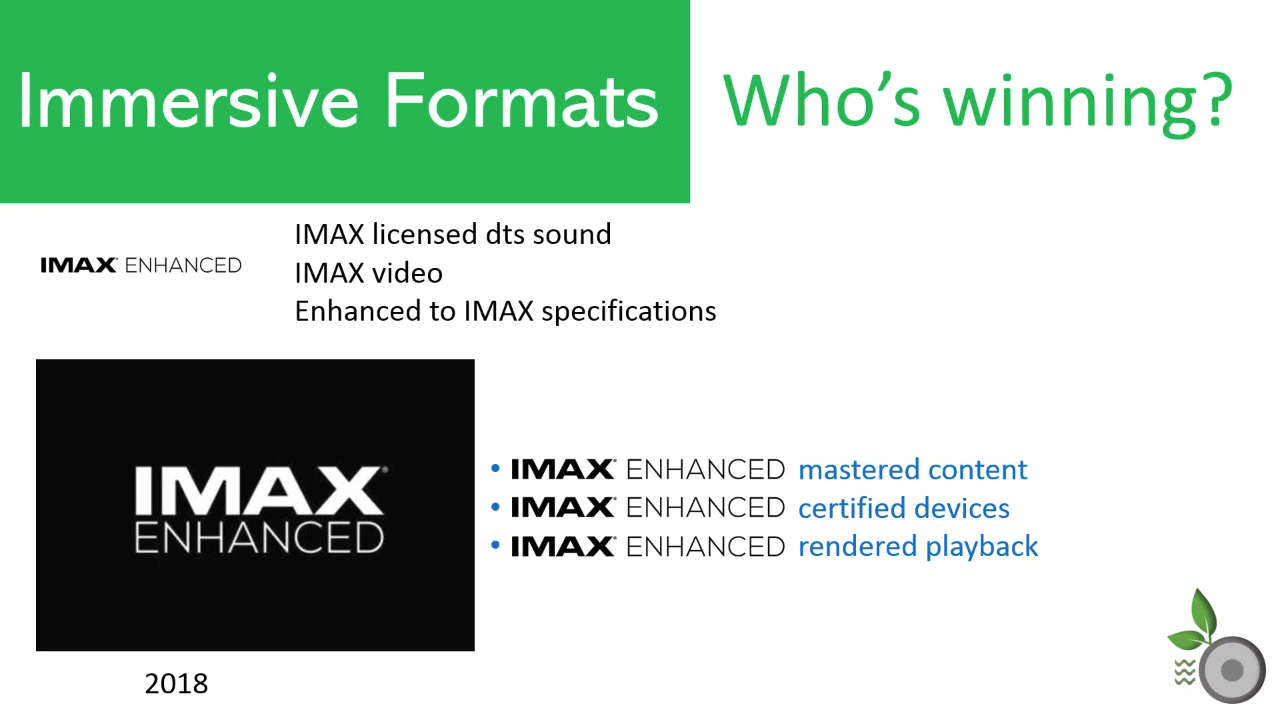 Immersive Formats
Who's winning?
IMAX ENHANCED
IMAX licensed dts sound
IMAX video
Enhanced to IMAX specifications
IMAX®
ENHANCED
• IMAX® ENHANCED mastered content
• IMAX® ENHANCED certified devices
• IMAX® ENHANCED rendered playback
2018